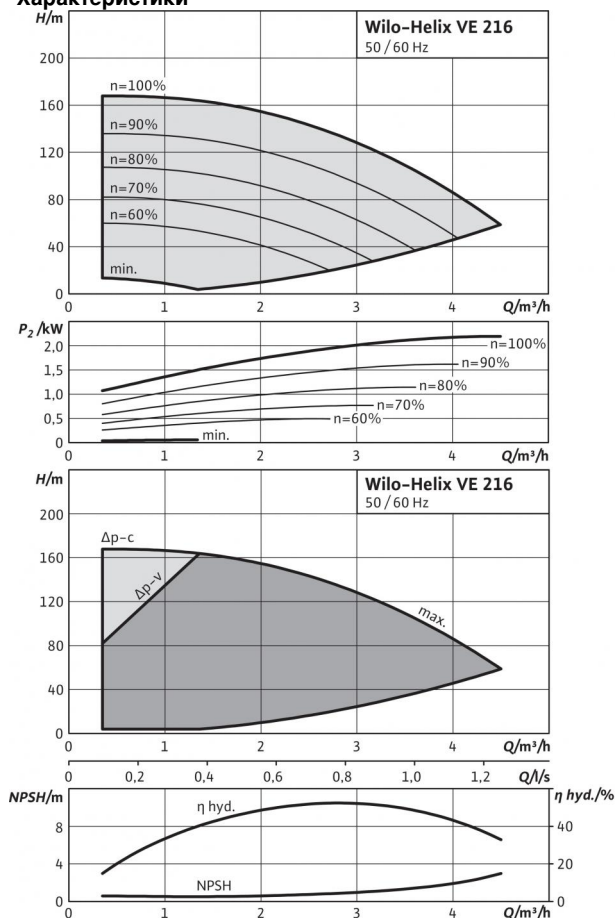 Характеристики
H/m
Wilo-Helix VE 216
50 / 60 Hz
200
160
120
80
40
0
n=100%
n=90%
n=80%
n=70%
n=60%
min.
0 1 2 3 4 Q/m³/h
P₂ /kW
2,0
1,5
1,0
0,5
0
n=100%
n=90%
n=80%
n=70%
n=60%
min.
0 1 2 3 4 Q/m³/h
H/m
Wilo-Helix VE 216
50 / 60 Hz
200
160
120
80
40
0
Δp-c
Δp-v
max.
0 1 2 3 4 Q/m³/h
0 0,2 0,4 0,6 0,8 1,0 1,2 Q/l/s
NPSH/m
η hyd./%
8
4
0
η hyd.
NPSH
40
20
0
0 1 2 3 4 Q/m³/h